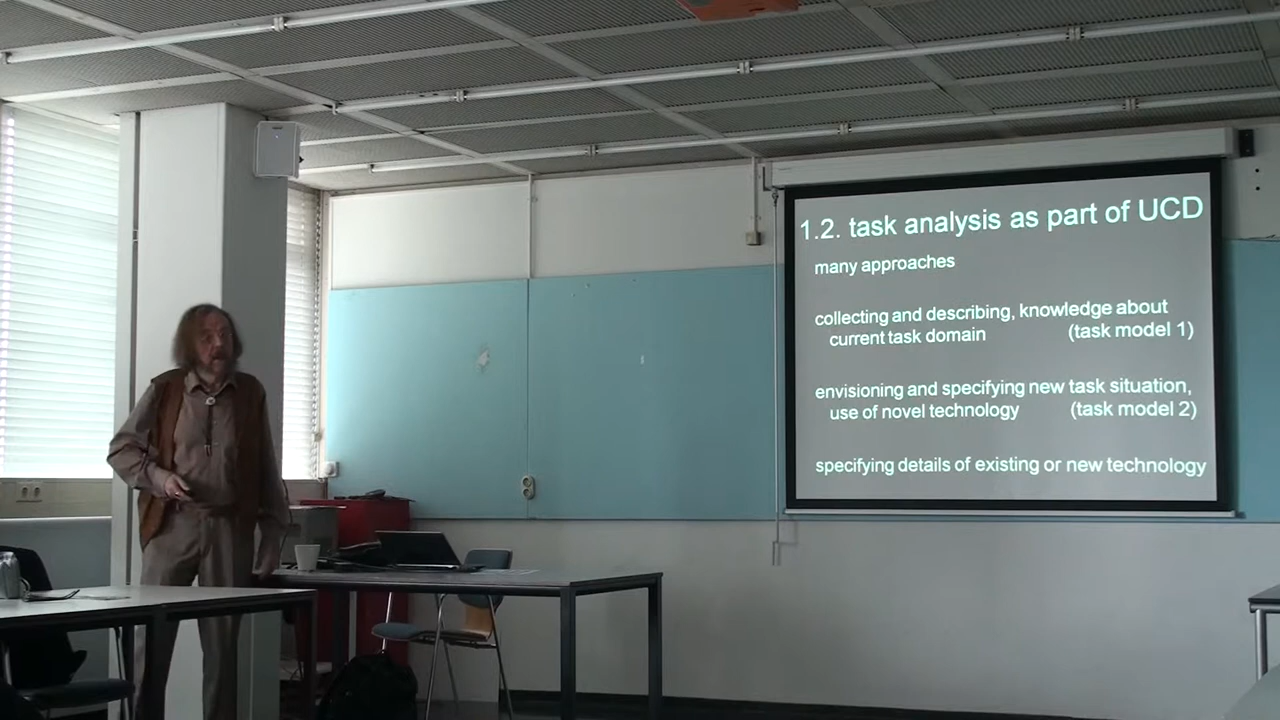 1.2. task analysis as part of UCD
many approaches
collecting and describing, knowledge about
current task domain (task model 1)
envisioning and specifying new task situation,
use of novel technology (task model 2)
specifying details of existing or new technology